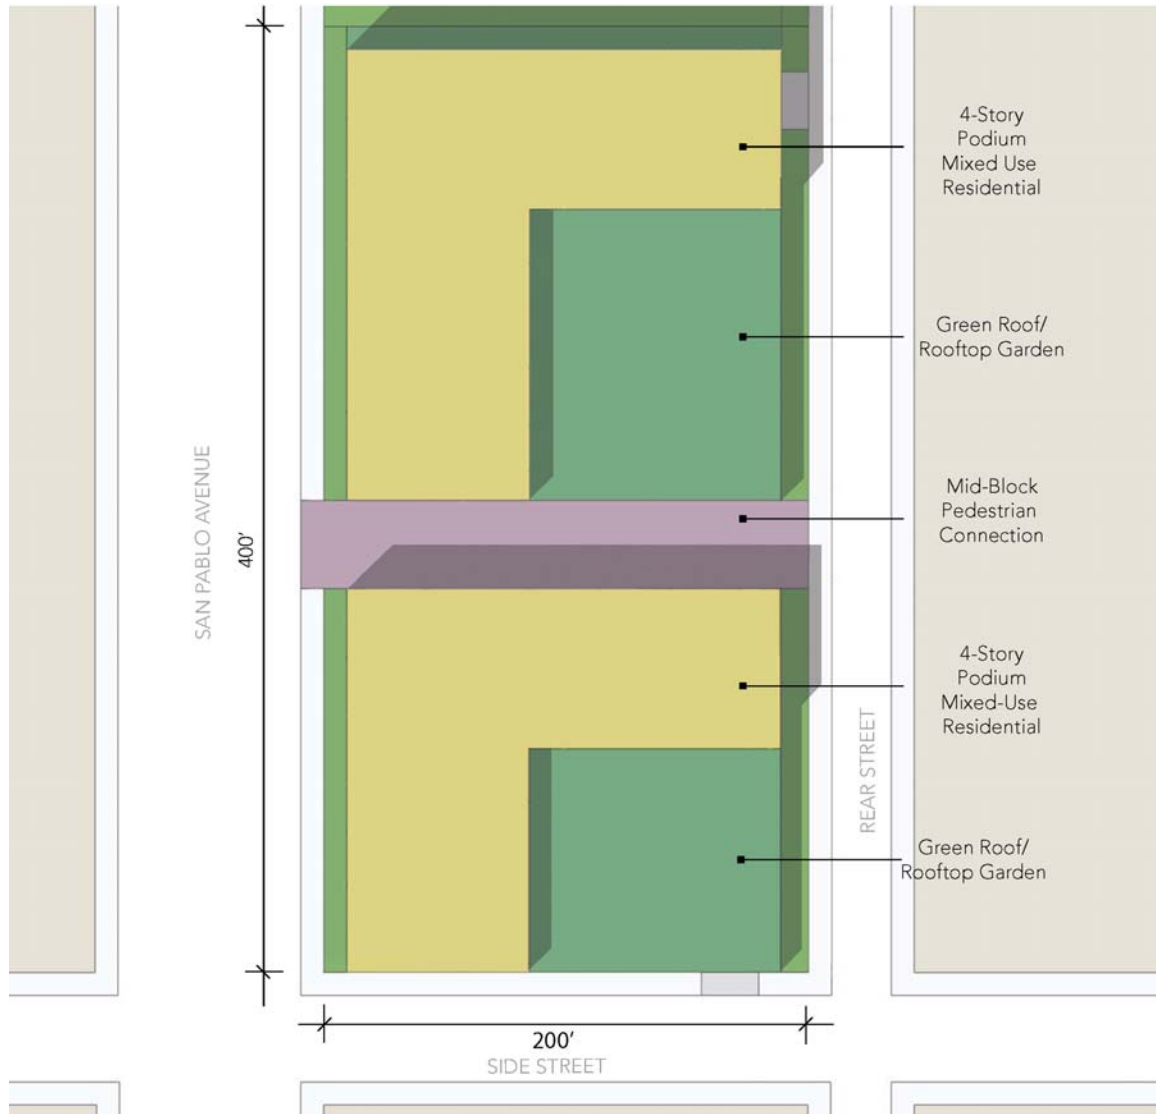 4-Story
Podium
Mixed Use
Residential
Green Roof/
Rooftop Garden
SAN PABLO AVENUE
400'
Mid-Block
Pedestrian
Connection
4-Story
Podium
Mixed-Use
Residential
REAR STREET
Green Roof/
Rooftop Garden
200'
SIDE STREET